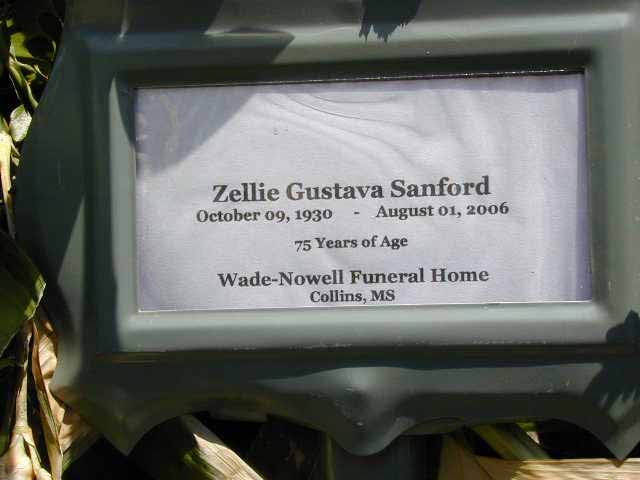 Zellie Gustava Sanford
October 09, 1930 - August 01, 2006
75 Years of Age
Wade-Nowell Funeral Home
Collins, MS